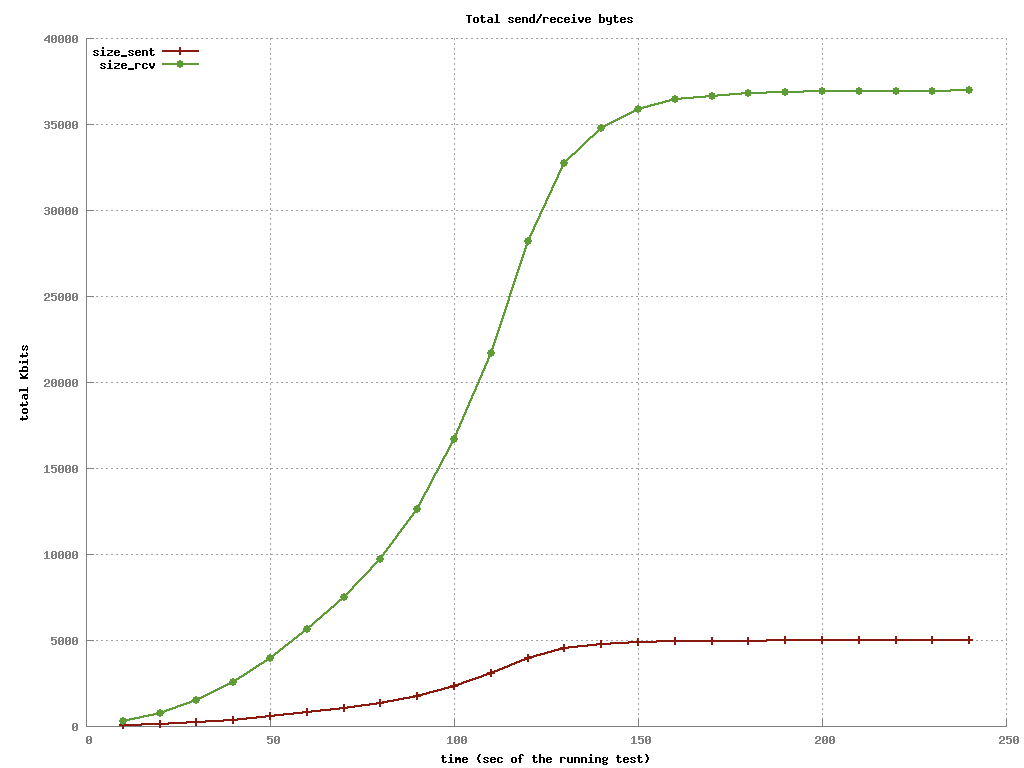 Total send/receive bytes
size_sent
size_rcv
40000
35000
30000
25000
20000
15000
10000
5000
0
total Kbits
0 50 100 150 200 250
time (sec of the running test)